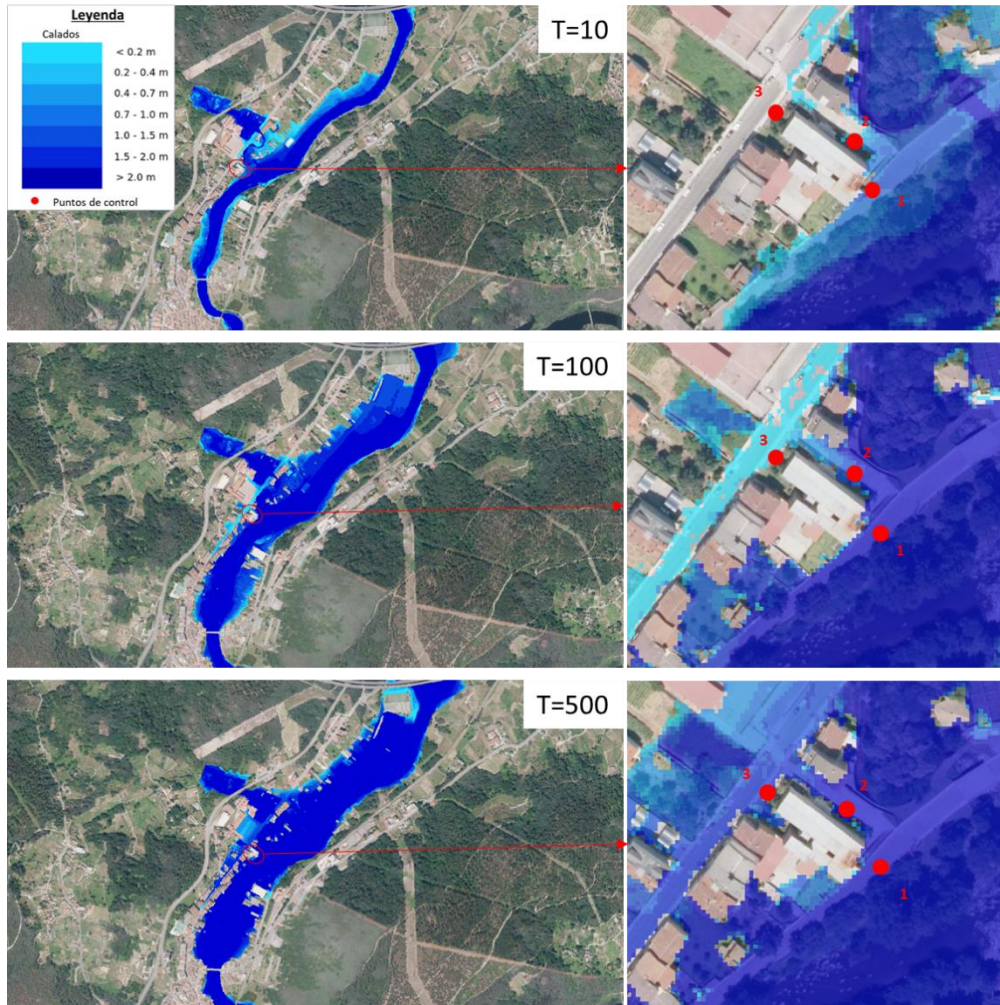 Leyenda
Calados
< 0.2 m
0.2 - 0.4 m
0.4 - 0.7 m
0.7 - 1.0 m
1.0 - 1.5 m
1.5 - 2.0 m
> 2.0 m
Puntos de control
T=10
3
2
1
T=100
3
2
1
T=500
3
2
1